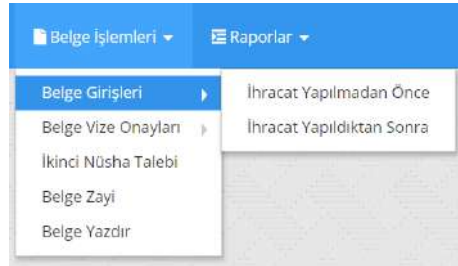 Belge İşlemleri Raporlar
Belge Girişleri İhracat Yapılmadan Önce
Belge Vize Onayları İhracat Yapıldıktan Sonra
İkinci Nüsha Talebi
Belge Zayi
Belge Yazdır